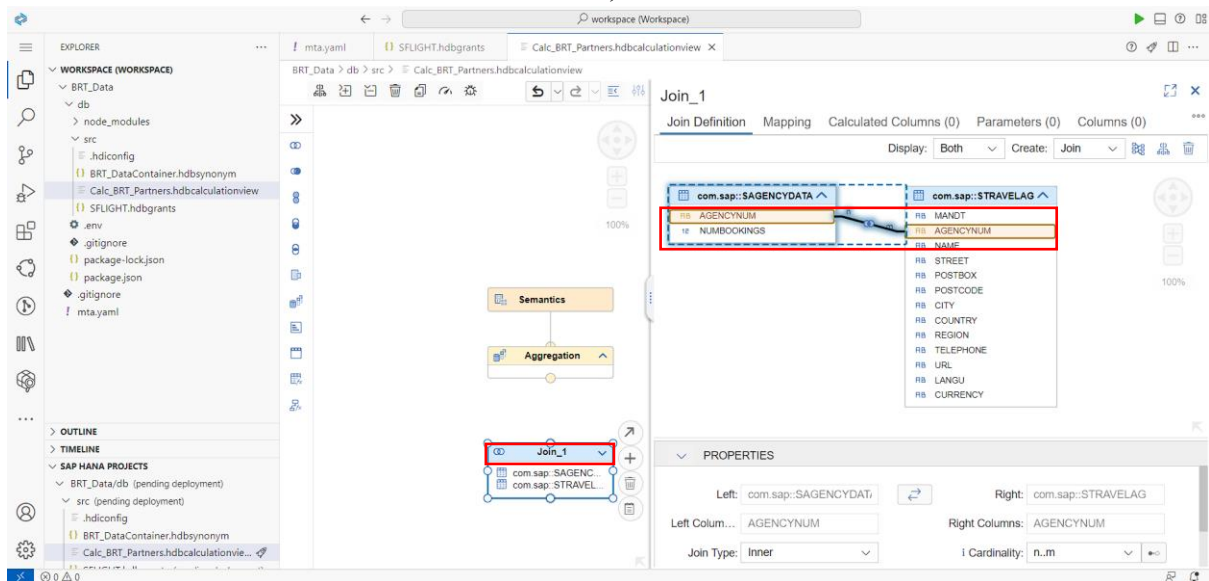 workspace (Workspace)
EXPLORER
WORKSPACE (WORKSPACE)
BRT_Data
db
node_modules
src
.hdiconfig
BRT_DataContainer.hdbsynonym
Calc_BRT_Partners.hdbcalculationview
SFLIGHT.hdbgrants
.env
.gitignore
package-lock.json
package.json
.gitignore
mta.yaml
OUTLINE
TIMELINE
SAP HANA PROJECTS
BRT_Data/db (pending deployment)
src (pending deployment)
.hdiconfig
BRT_DataContainer.hdbsynonym
Calc_BRT_Partners.hdbcalculationvie...
0 0
mta.yaml
SFLIGHT.hdbgrants
Calc_BRT_Partners.hdbcalculationview
BRT_Data > db > src > Calc_BRT_Partners.hdbcalculationview
100%
Semantics
Aggregation
Join_1
com.sap::SAGENC...
com.sap::STRAVEL...
Join_1
Join Definition Mapping Calculated Columns (0) Parameters (0) Columns (0)
Display: Both Create: Join
com.sap::SAGENCYDATA
AGENCYNUM
NUMBOOKINGS
n
m
com.sap::STRAVELAG
MANDT
AGENCYNUM
NAME
STREET
POSTBOX
POSTCODE
CITY
COUNTRY
REGION
TELEPHONE
URL
LANGU
CURRENCY
100%
PROPERTIES
Left: com.sap::SAGENCYDAT Right: com.sap::STRAVELAG
Left Colum... AGENCYNUM Right Columns: AGENCYNUM
Join Type: Inner i Cardinality: n..m